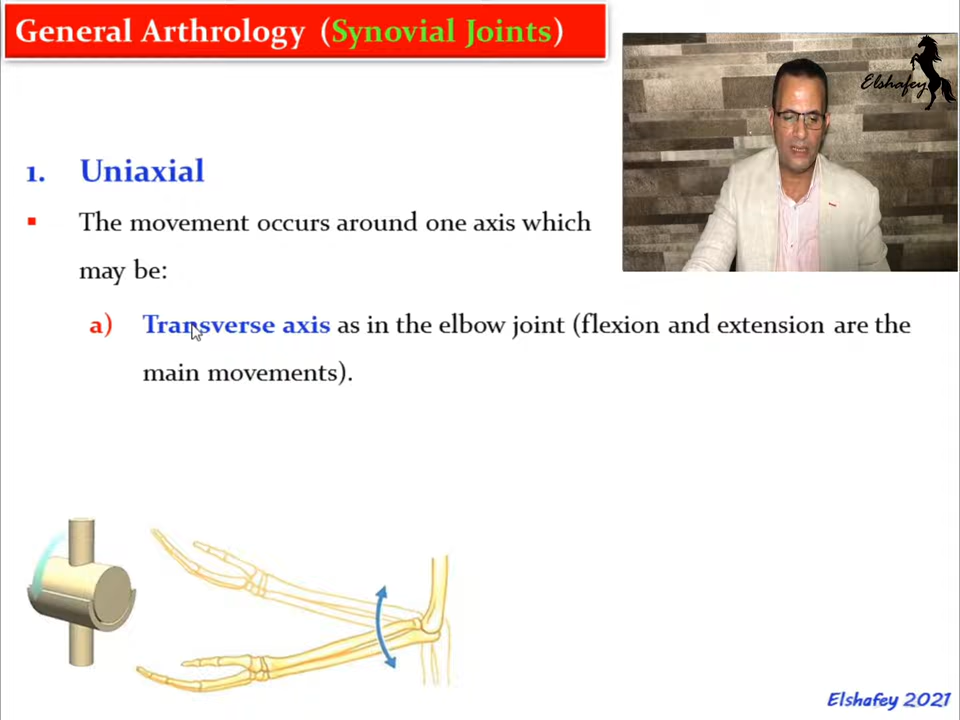 General Arthrology (Synovial Joints)
Elshafey
1. Uniaxial
▪ The movement occurs around one axis which
may be:
a) Transverse axis as in the elbow joint (flexion and extension are the
main movements).
Elshafey 2021